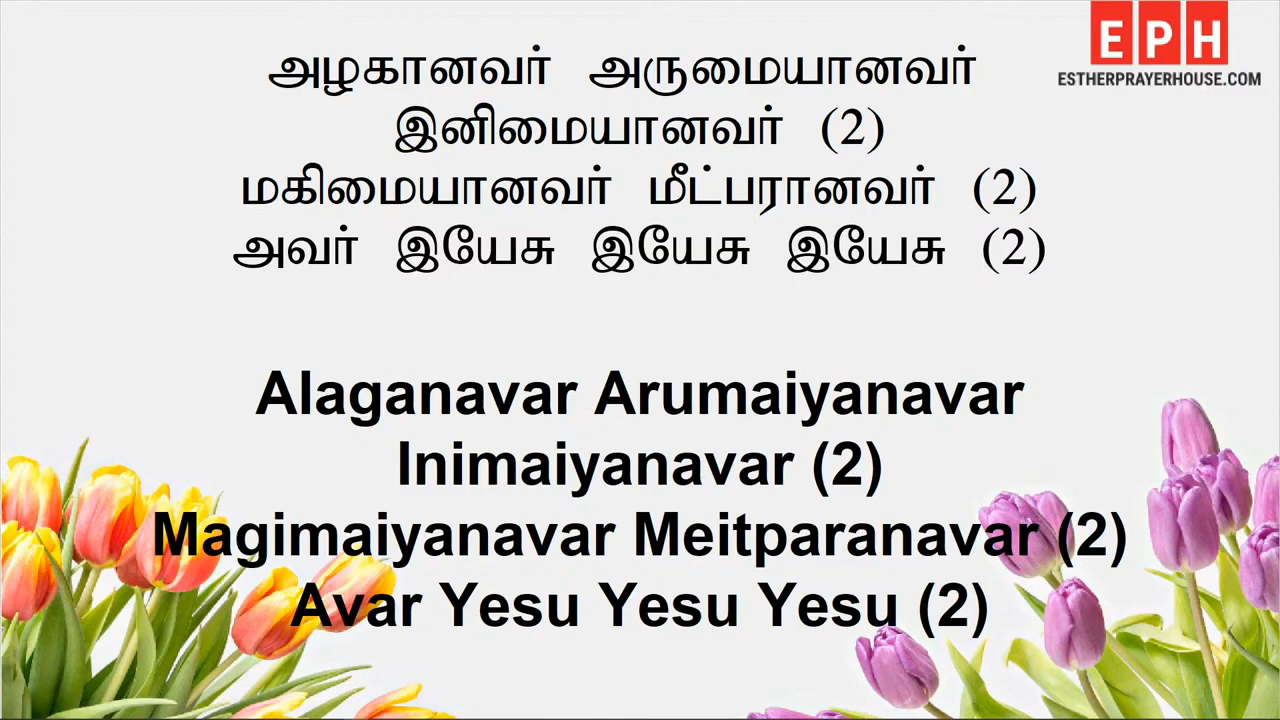 EPH
ESTHERPRAYERHOUSE.COM
அழகானவர் அருமையானவர்
இனிமையானவர் (2)
மகிமையானவர் மீட்பரானவர் (2)
அவர் இயேசு இயேசு இயேசு (2)
Alaganavar Arumaiyanavar
Inimaiyanavar (2)
Magimaiyanavar Meitparanavar (2)
Avar Yesu Yesu Yesu (2)